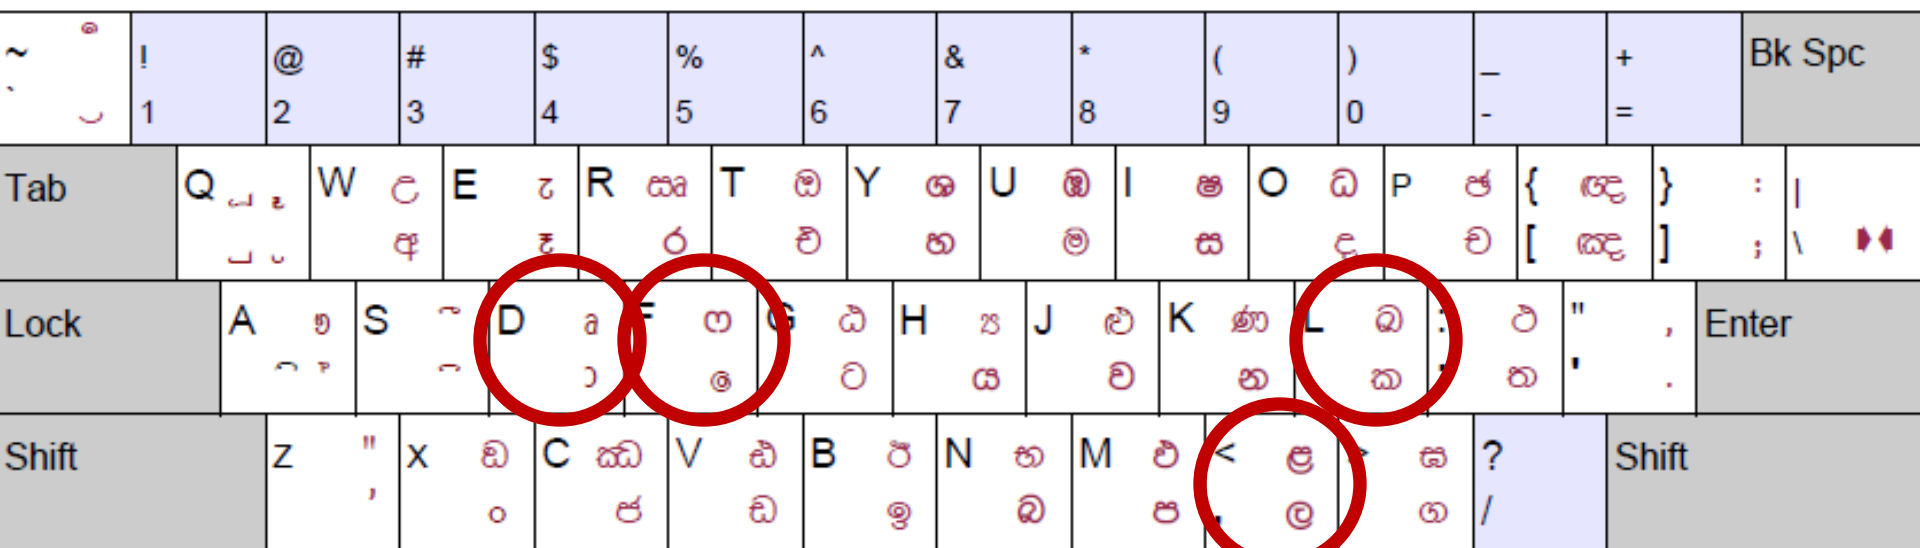 ~ ! @ # $ % ^ & * ( ) _ + Bk Spc
` 1 2 3 4 5 6 7 8 9 0 - =
Tab Q W උ E R ඍ T ඔ Y ශ U ඹ I ෂ O ධ P ඡ { ඥ } : |
අ ර එ හ ම ස ද ච [ ඤ ] ; \
Lock A S D F ෆ G ඨ H J ළු K ණ L ඛ : ථ " , Enter
ට ය ව න ක ත ' .
Shift Z " X ඞ C ඣ V ඪ B ඊ N භ M ඵ < ළ > ඝ ? Shift
' ං ජ ඩ ඉ බ ප , ල ග /